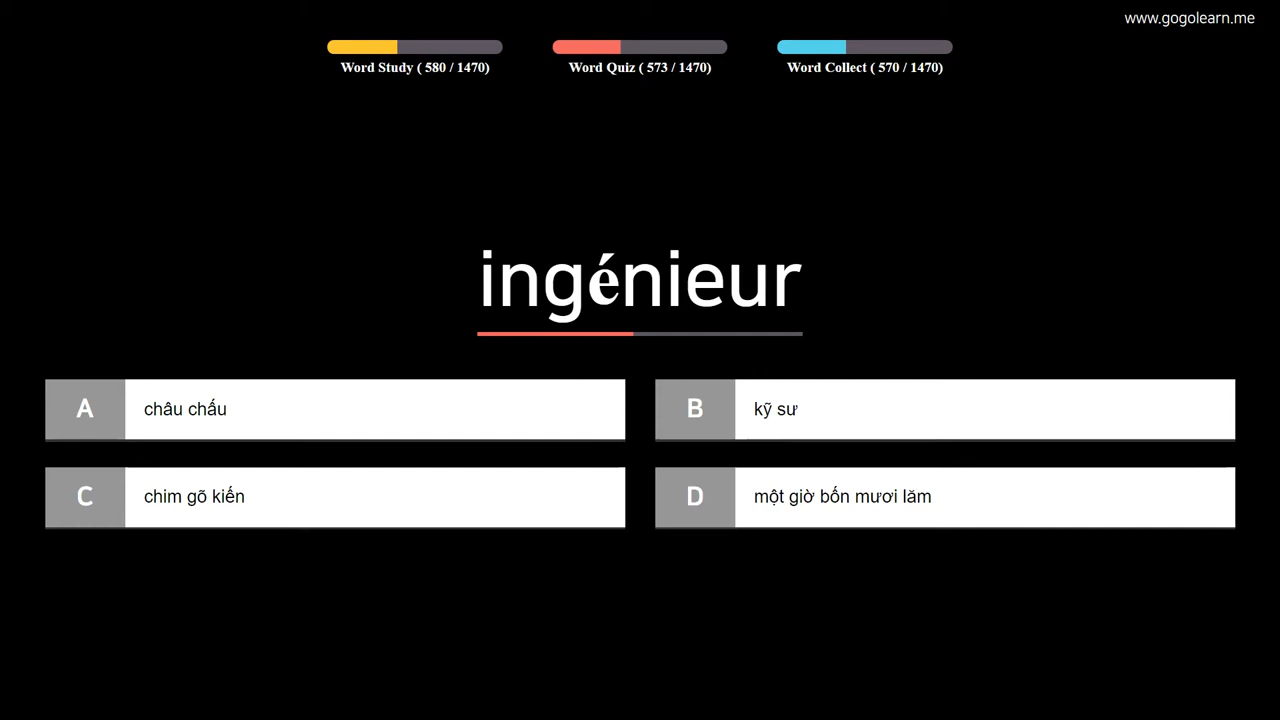 www.gogolearn.me
Word Study ( 580 / 1470)
Word Quiz ( 573 / 1470)
Word Collect ( 570 / 1470)
ingénieur
A châu chấu
B kỹ sư
C chim gõ kiến
D một giờ bốn mươi lăm